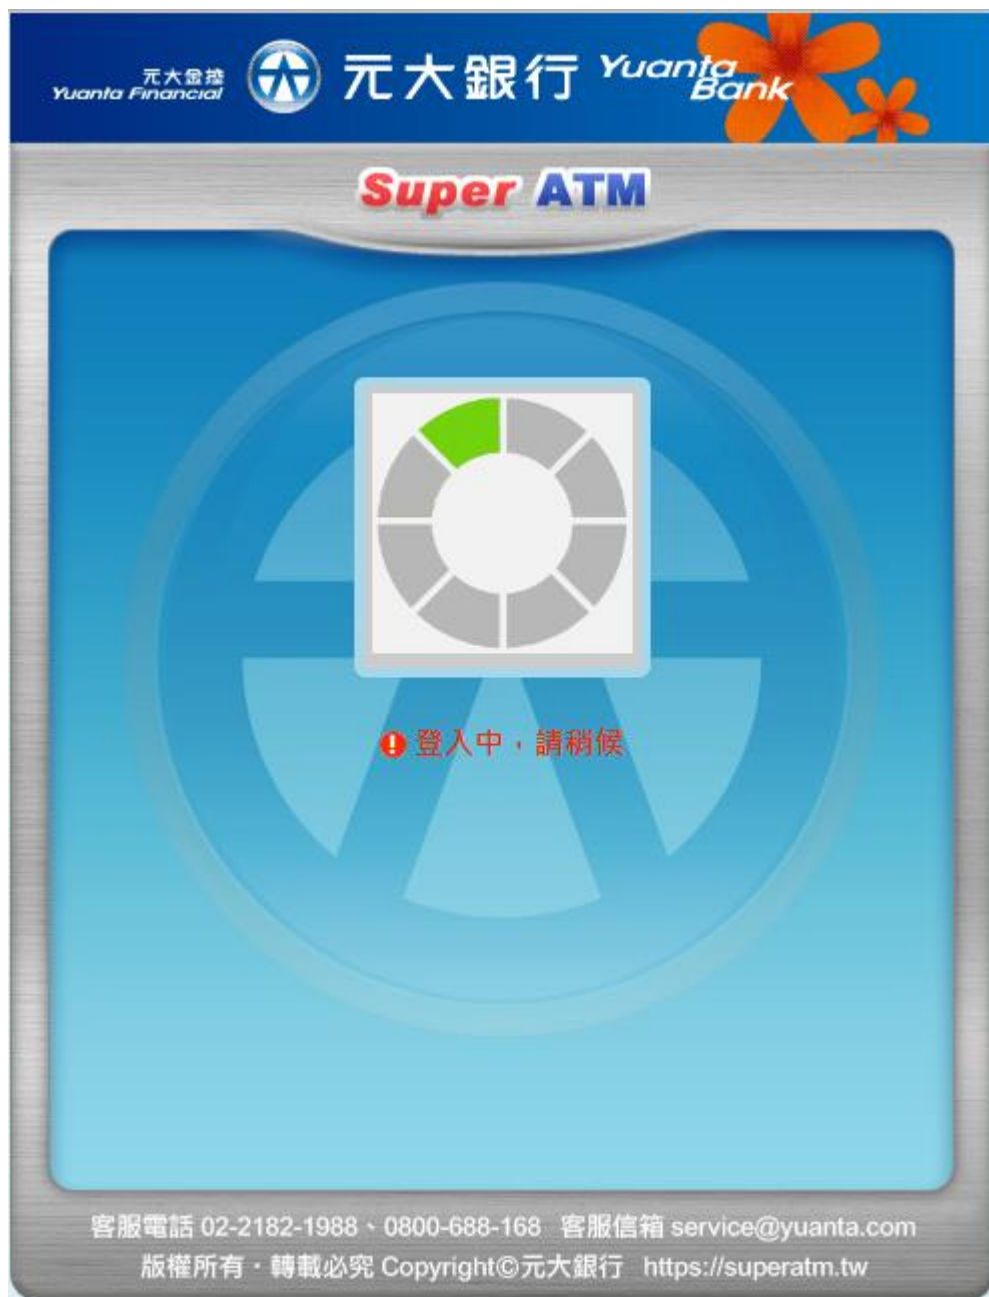 元大金控
Yuanta Financial
元大銀行
Yuanta
Bank
Super ATM
登入中，請稍候
客服電話 02-2182-1988、0800-688-168 客服信箱 service@yuanta.com
版權所有・轉載必究 Copyright©元大銀行 https://superatm.tw